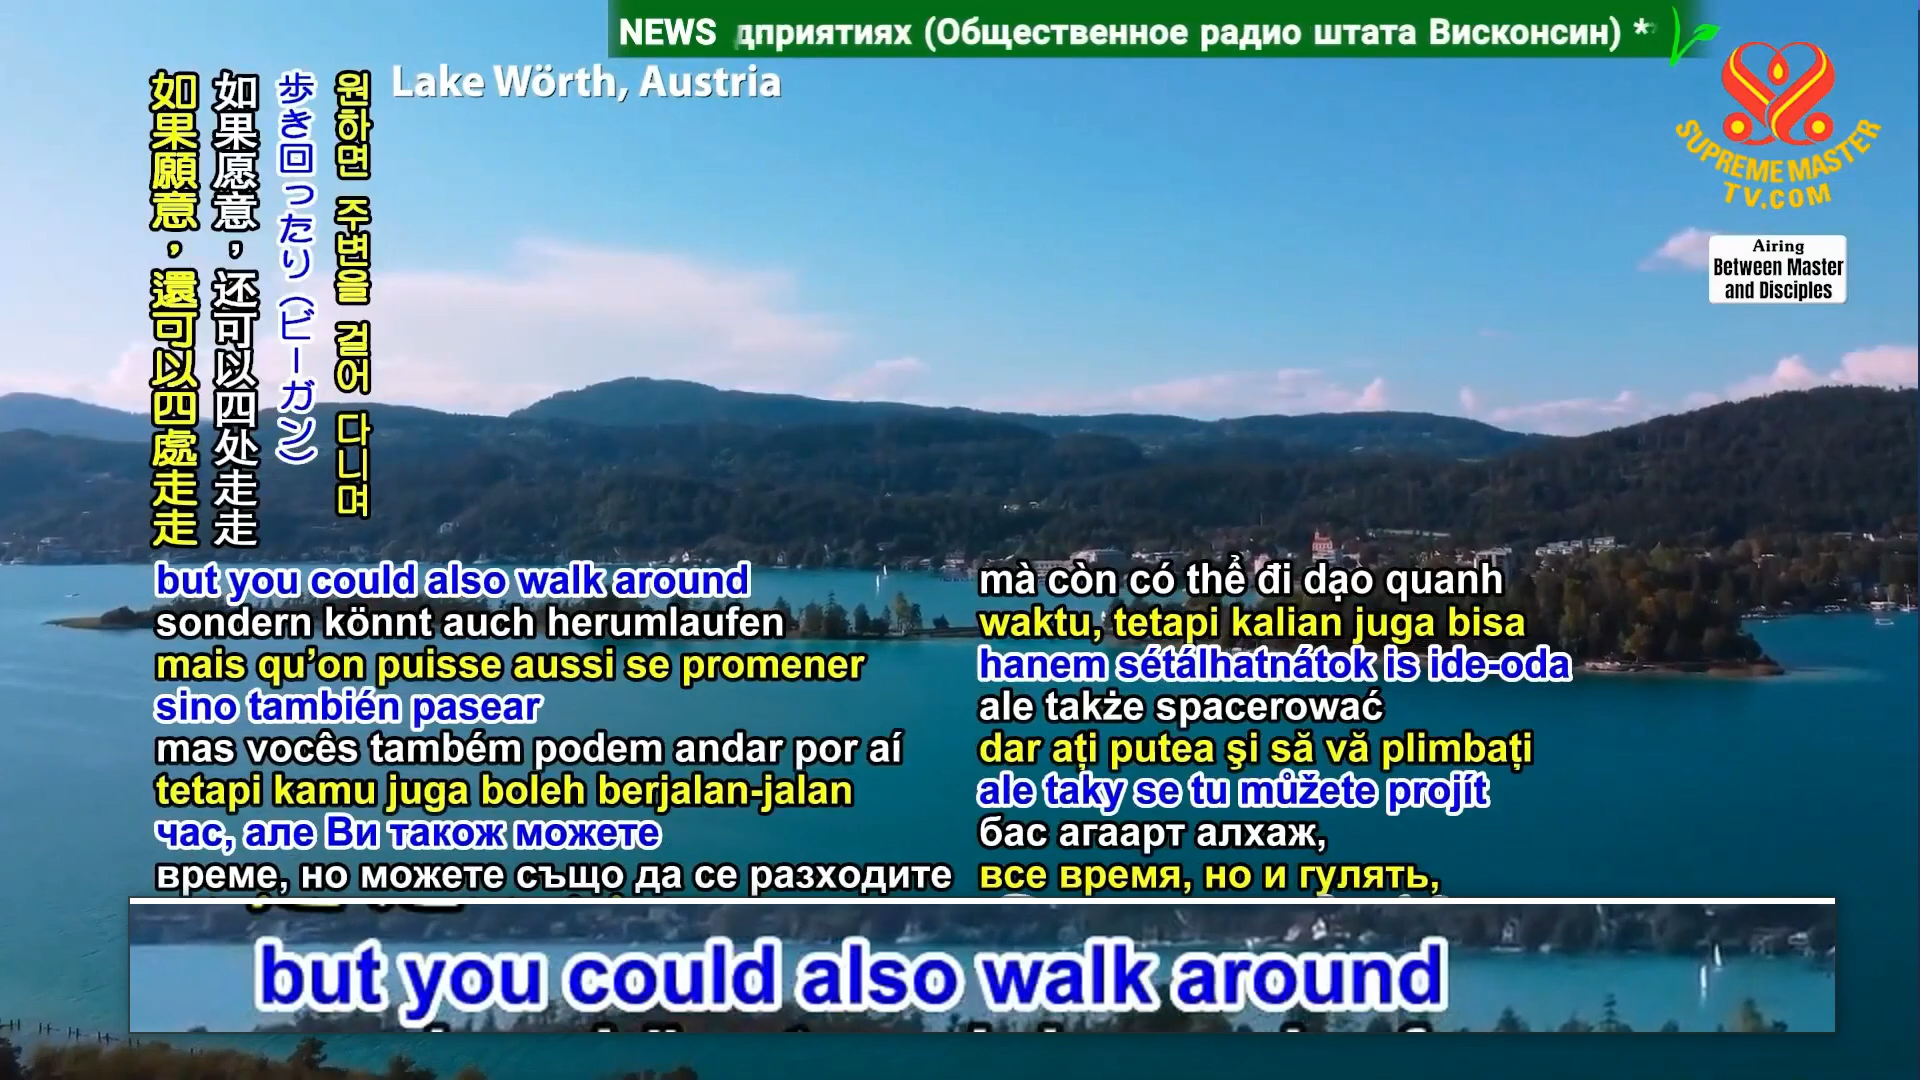 NEWS дприятиях (Общественное радио штата Висконсин) *
Lake Wörth, Austria
SUPREME MASTER
TV.COM
Airing
Between Master
and Disciples
如果願意，還可以四處走走
如果愿意，还可以四处走走
歩き回ったり（ビーガン）
원하면 주변을 걸어 다니며
but you could also walk around
sondern könnt auch herumlaufen
mais qu’on puisse aussi se promener
sino también pasear
mas vocês também podem andar por aí
tetapi kamu juga boleh berjalan-jalan
час, але Ви також можете
време, но можете също да се разходите
mà còn có thể đi dạo quanh
waktu, tetapi kalian juga bisa
hanem sétálhatnátok is ide-oda
ale także spacerować
dar ați putea şi să vă plimbați
ale taky se tu můžete projít
бас агаарт алхаж,
все время, но и гулять,
but you could also walk around